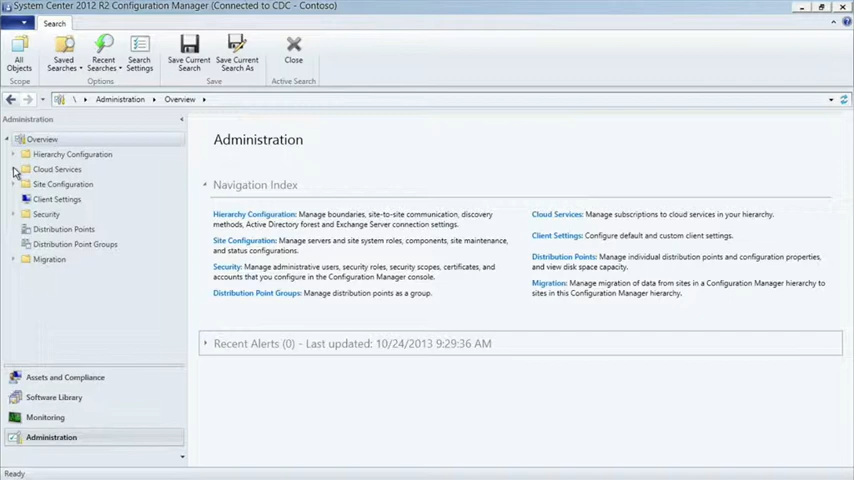 System Center 2012 R2 Configuration Manager (Connected to CDC - Contoso)
Search
All Objects
Saved Searches
Recent Searches
Search Settings
Save Current Search
Save Current Search As
Close
Scope
Options
Save
Active Search
\ Administration Overview
Administration
Overview
Hierarchy Configuration
Cloud Services
Site Configuration
Client Settings
Security
Distribution Points
Distribution Point Groups
Migration
Assets and Compliance
Software Library
Monitoring
Administration
Administration
Navigation Index
Hierarchy Configuration: Manage boundaries, site-to-site communication, discovery
methods, Active Directory forest and Exchange Server connection settings.
Site Configuration: Manage servers and site system roles, components, site maintenance,
and status configurations.
Security: Manage administrative users, security roles, security scopes, certificates, and
accounts that you configure in the Configuration Manager console.
Distribution Point Groups: Manage distribution points as a group.
Cloud Services: Manage subscriptions to cloud services in your hierarchy.
Client Settings: Configure default and custom client settings.
Distribution Points: Manage individual distribution points and configuration properties,
and view disk space capacity.
Migration: Manage migration of data from sites in a Configuration Manager hierarchy to
sites in this Configuration Manager hierarchy.
Recent Alerts (0) - Last updated: 10/24/2013 9:29:36 AM
Ready